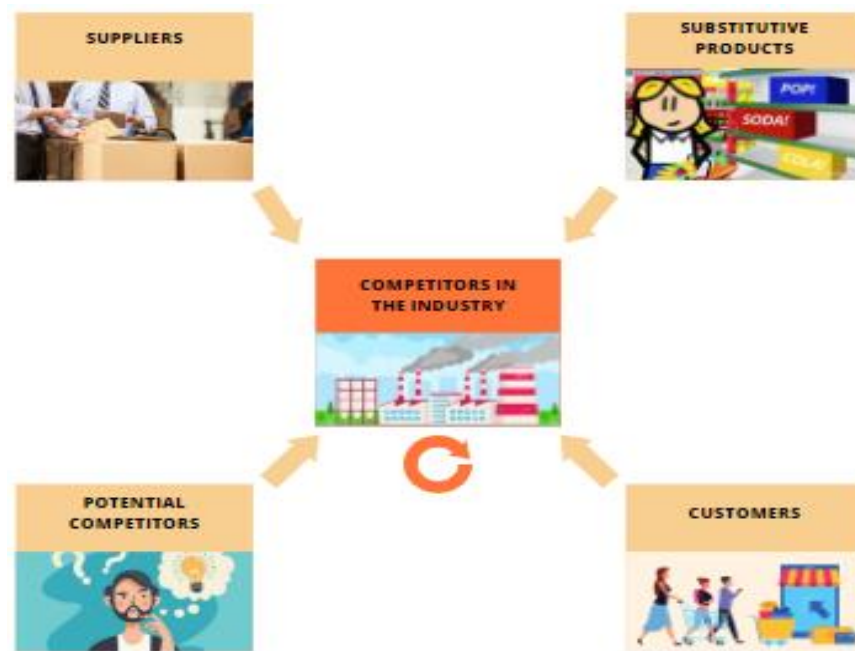 SUPPLIERS
SUBSTITUTIVE
PRODUCTS
POP!
SODA!
COLA!
COMPETITORS IN
THE INDUSTRY
POTENTIAL
COMPETITORS
CUSTOMERS